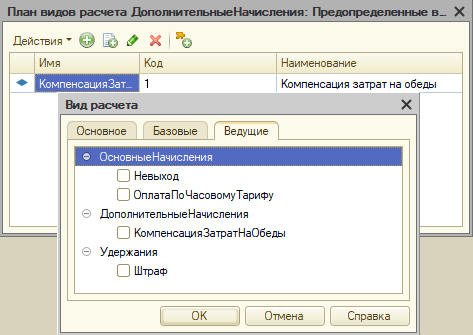 План видов расчета ДополнительныеНачисления: Предопределенные в...
Действия
Имя Код Наименование
КомпенсацияЗат... 1 Компенсация затрат на обеды
Вид расчета
Основное Базовые Ведущие
ОсновныеНачисления
Невыход
ОплатаПоЧасовомуТарифу
ДополнительныеНачисления
КомпенсацияЗатратНаОбеды
Удержания
Штраф
OK Отмена Справка